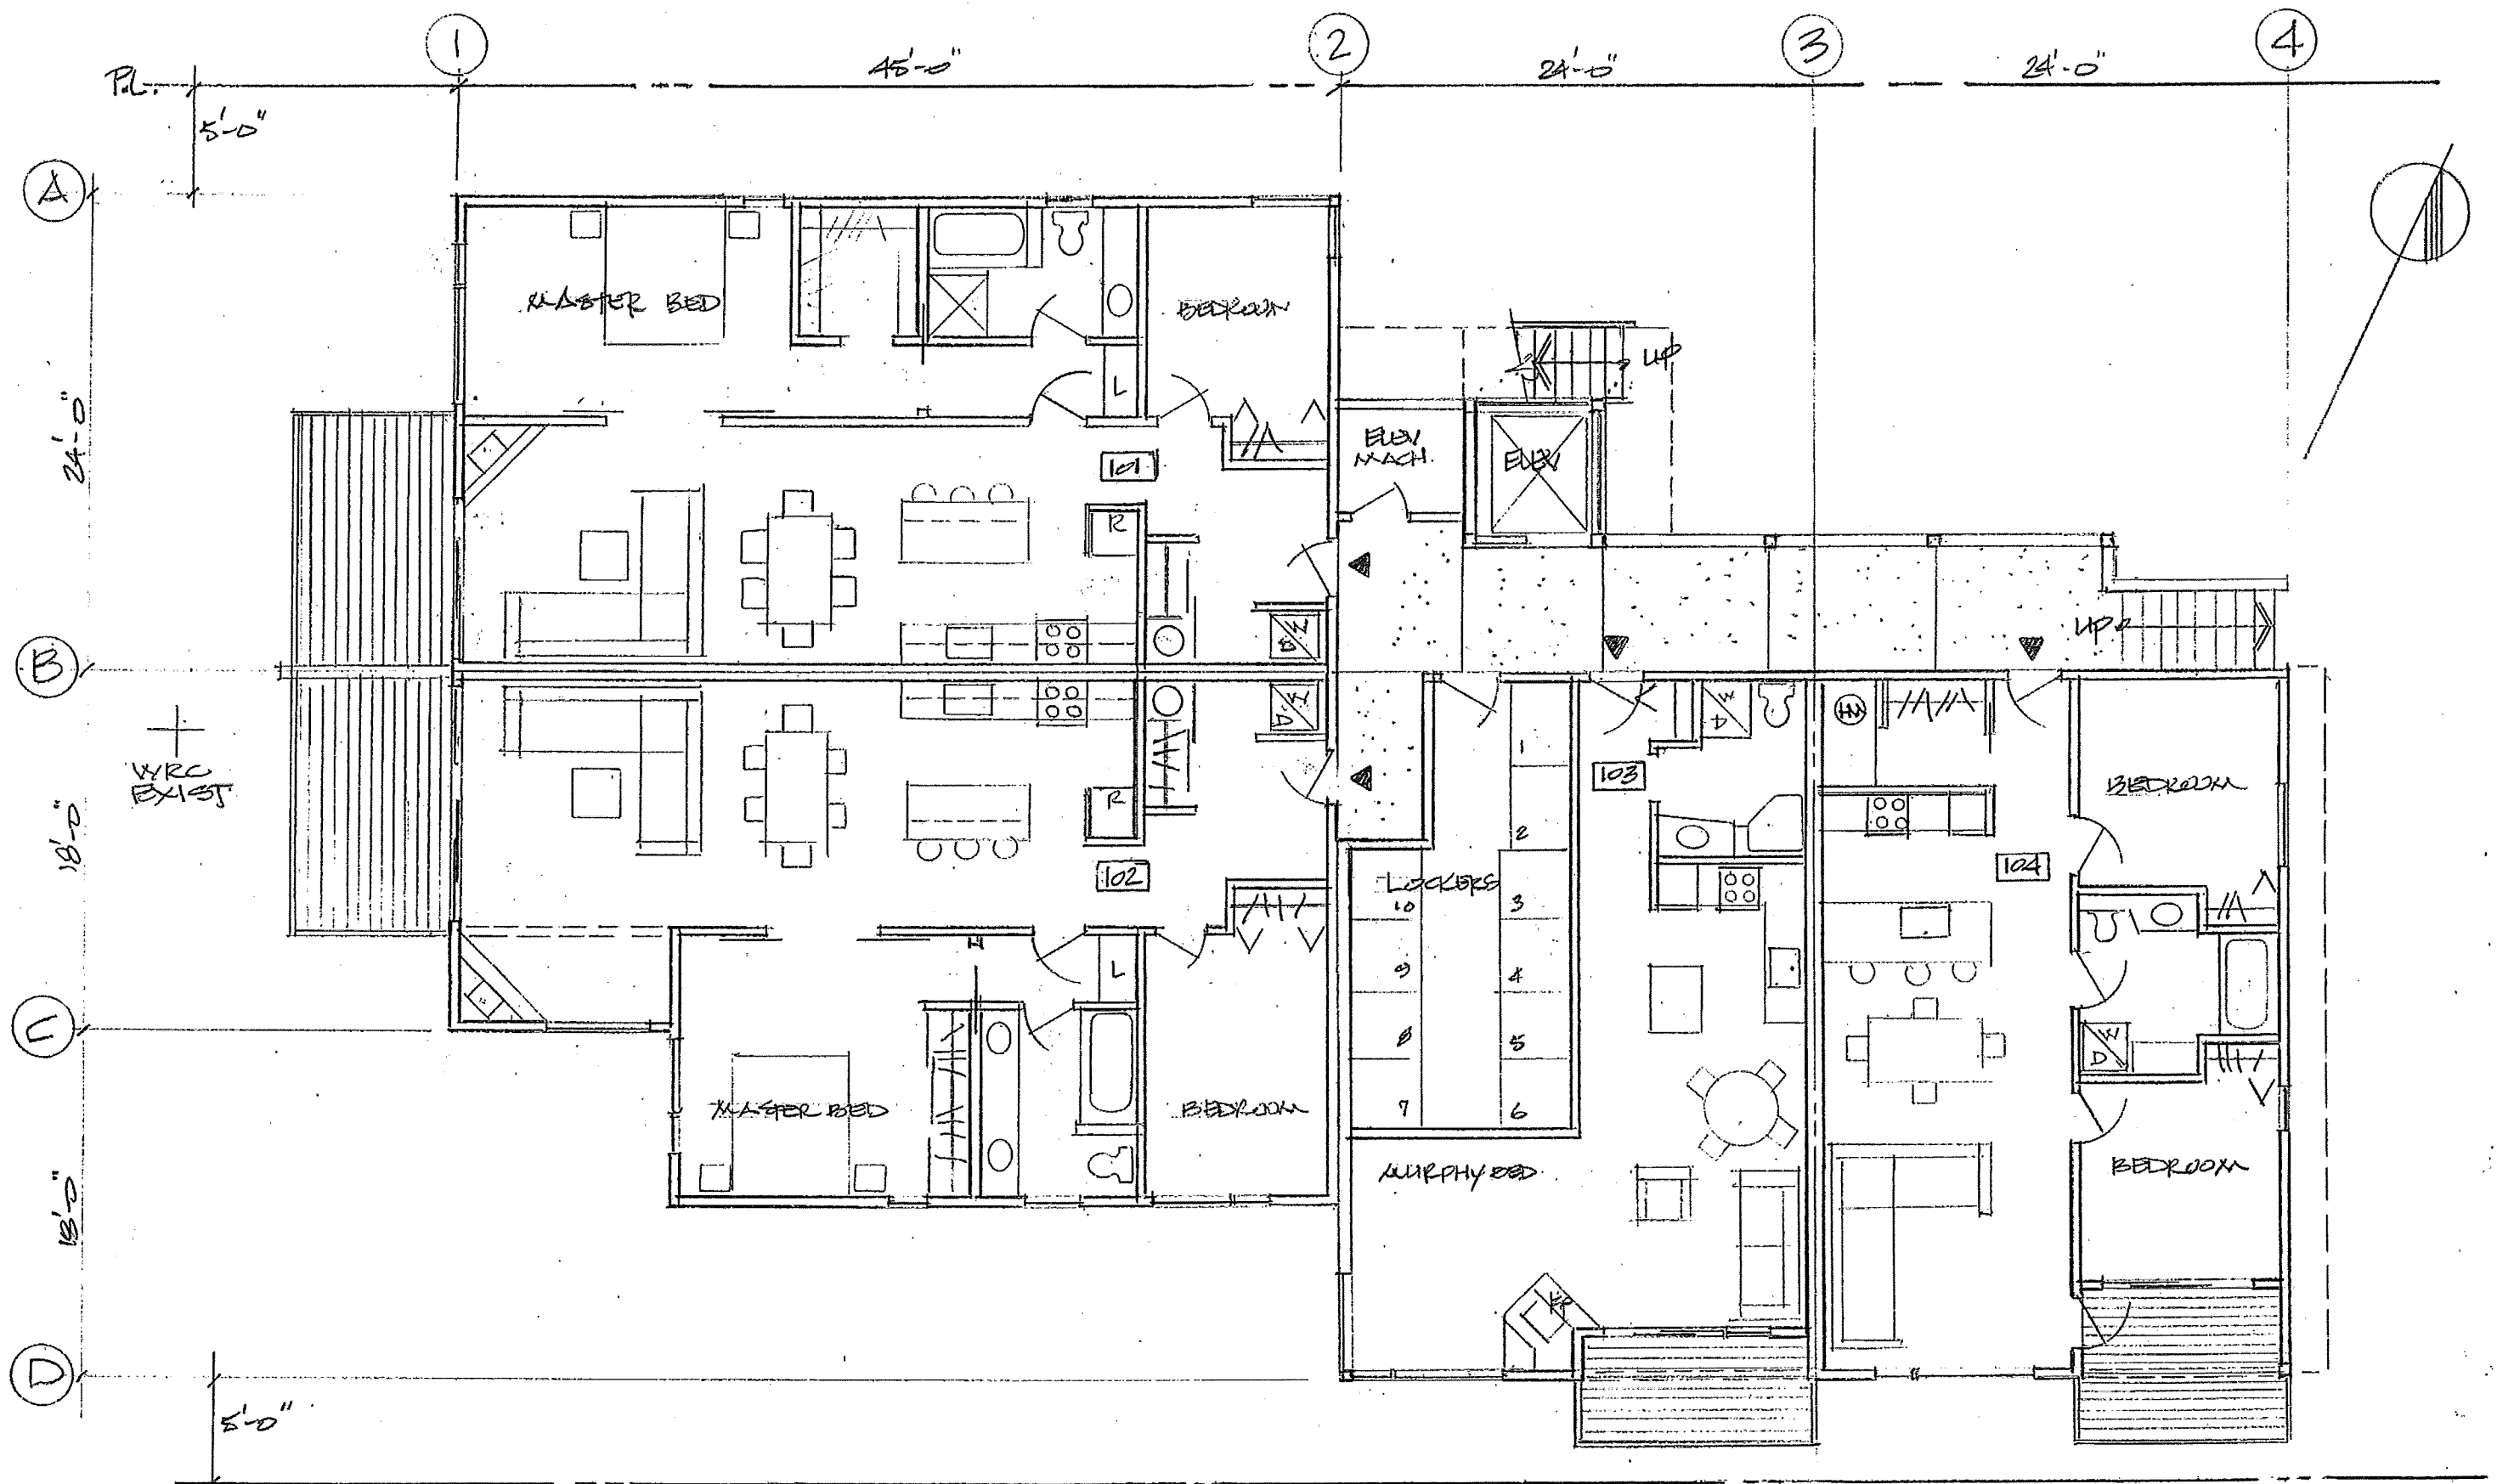 1
2
3
4
P.L.
45'-0"
24'-0"
24'-0"
5'-0"
A
MASTER BED
BEDROOM
UP
L
24'-0"
ELEV
MACH.
ELEV
101
R
W
D
UP
B
W
D
W
D
HW
1
WRC
EXIST
103
BEDROOM
R
2
18'-0"
104
102
LOCKERS
10
3
L
9
4
C
8
5
W
D
MASTER BED
BEDROOM
7
6
MURPHY BED
BEDROOM
18'-0"
FP
D
5'-0"